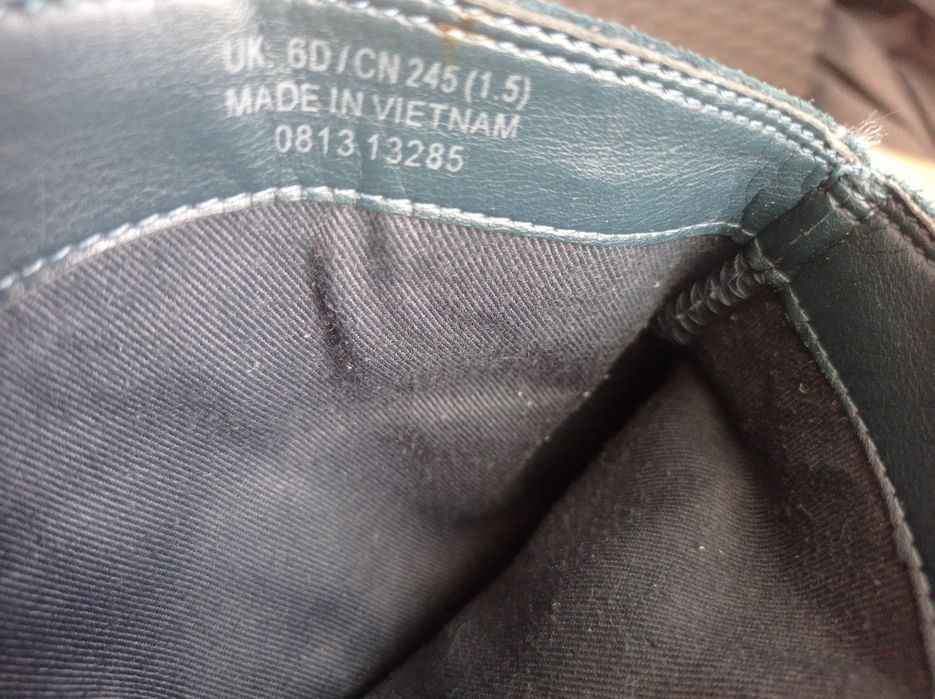 UK. 6D / CN 245 (1.5)
MADE IN VIETNAM
0813 13285